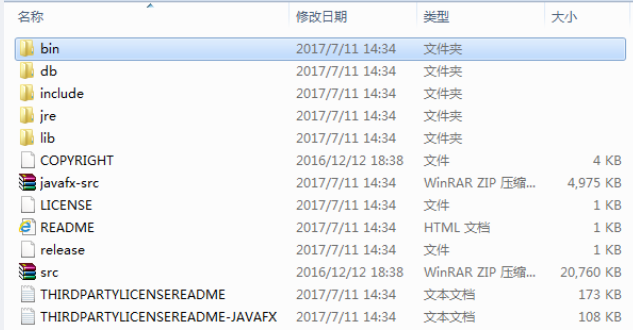 名称 修改日期 类型 大小
bin 2017/7/11 14:34 文件夹
db 2017/7/11 14:34 文件夹
include 2017/7/11 14:34 文件夹
jre 2017/7/11 14:34 文件夹
lib 2017/7/11 14:34 文件夹
COPYRIGHT 2016/12/12 18:38 文件 4 KB
javafx-src 2017/7/11 14:34 WinRAR ZIP 压缩... 4,975 KB
LICENSE 2017/7/11 14:34 文件 1 KB
README 2017/7/11 14:34 HTML 文档 1 KB
release 2017/7/11 14:34 文件 1 KB
src 2016/12/12 18:38 WinRAR ZIP 压缩... 20,760 KB
THIRDPARTYLICENSEREADME 2017/7/11 14:34 文本文档 173 KB
THIRDPARTYLICENSEREADME-JAVAFX 2017/7/11 14:34 文本文档 108 KB